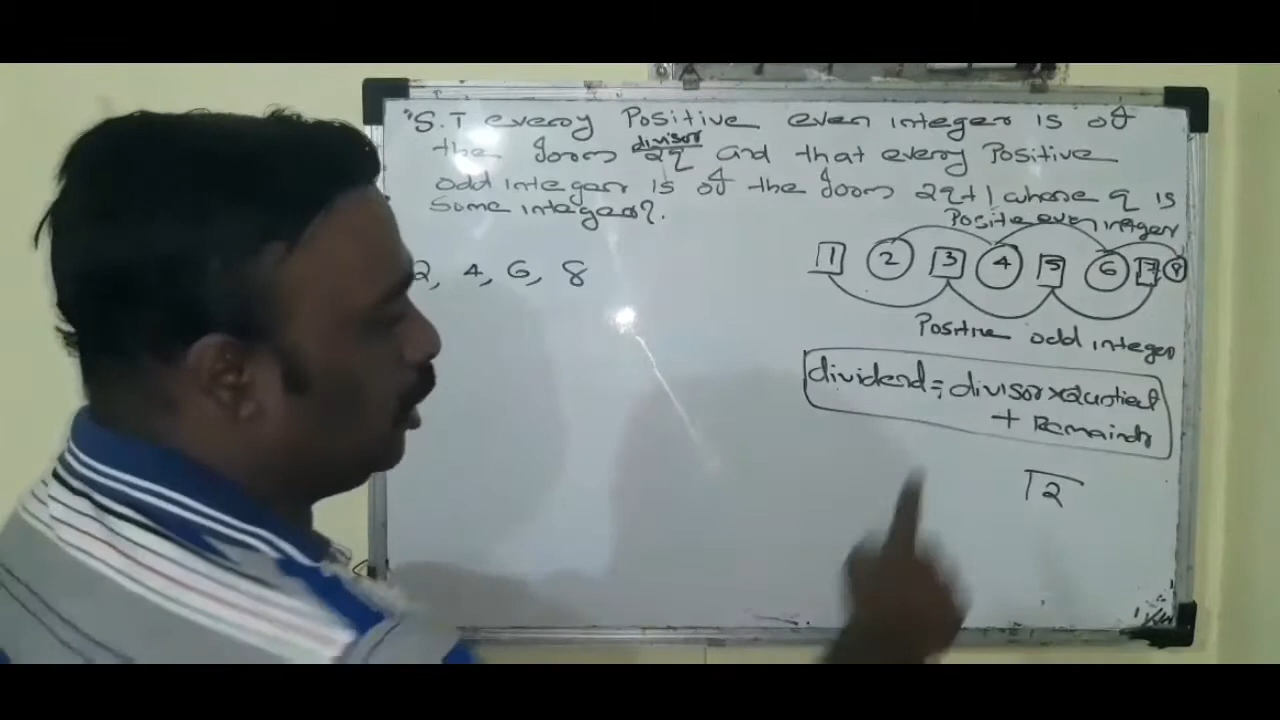 S.T every Positive even integer is of
the form 2q and that every Positive
divisor
odd integer is of the form 2q+1 where q is
some integer?.
Positive even integer
1 2 3 4 5 6 7 8
2, 4, 6, 8
Positive odd integer
dividend = divisor × Quotient
+ Remainder
2